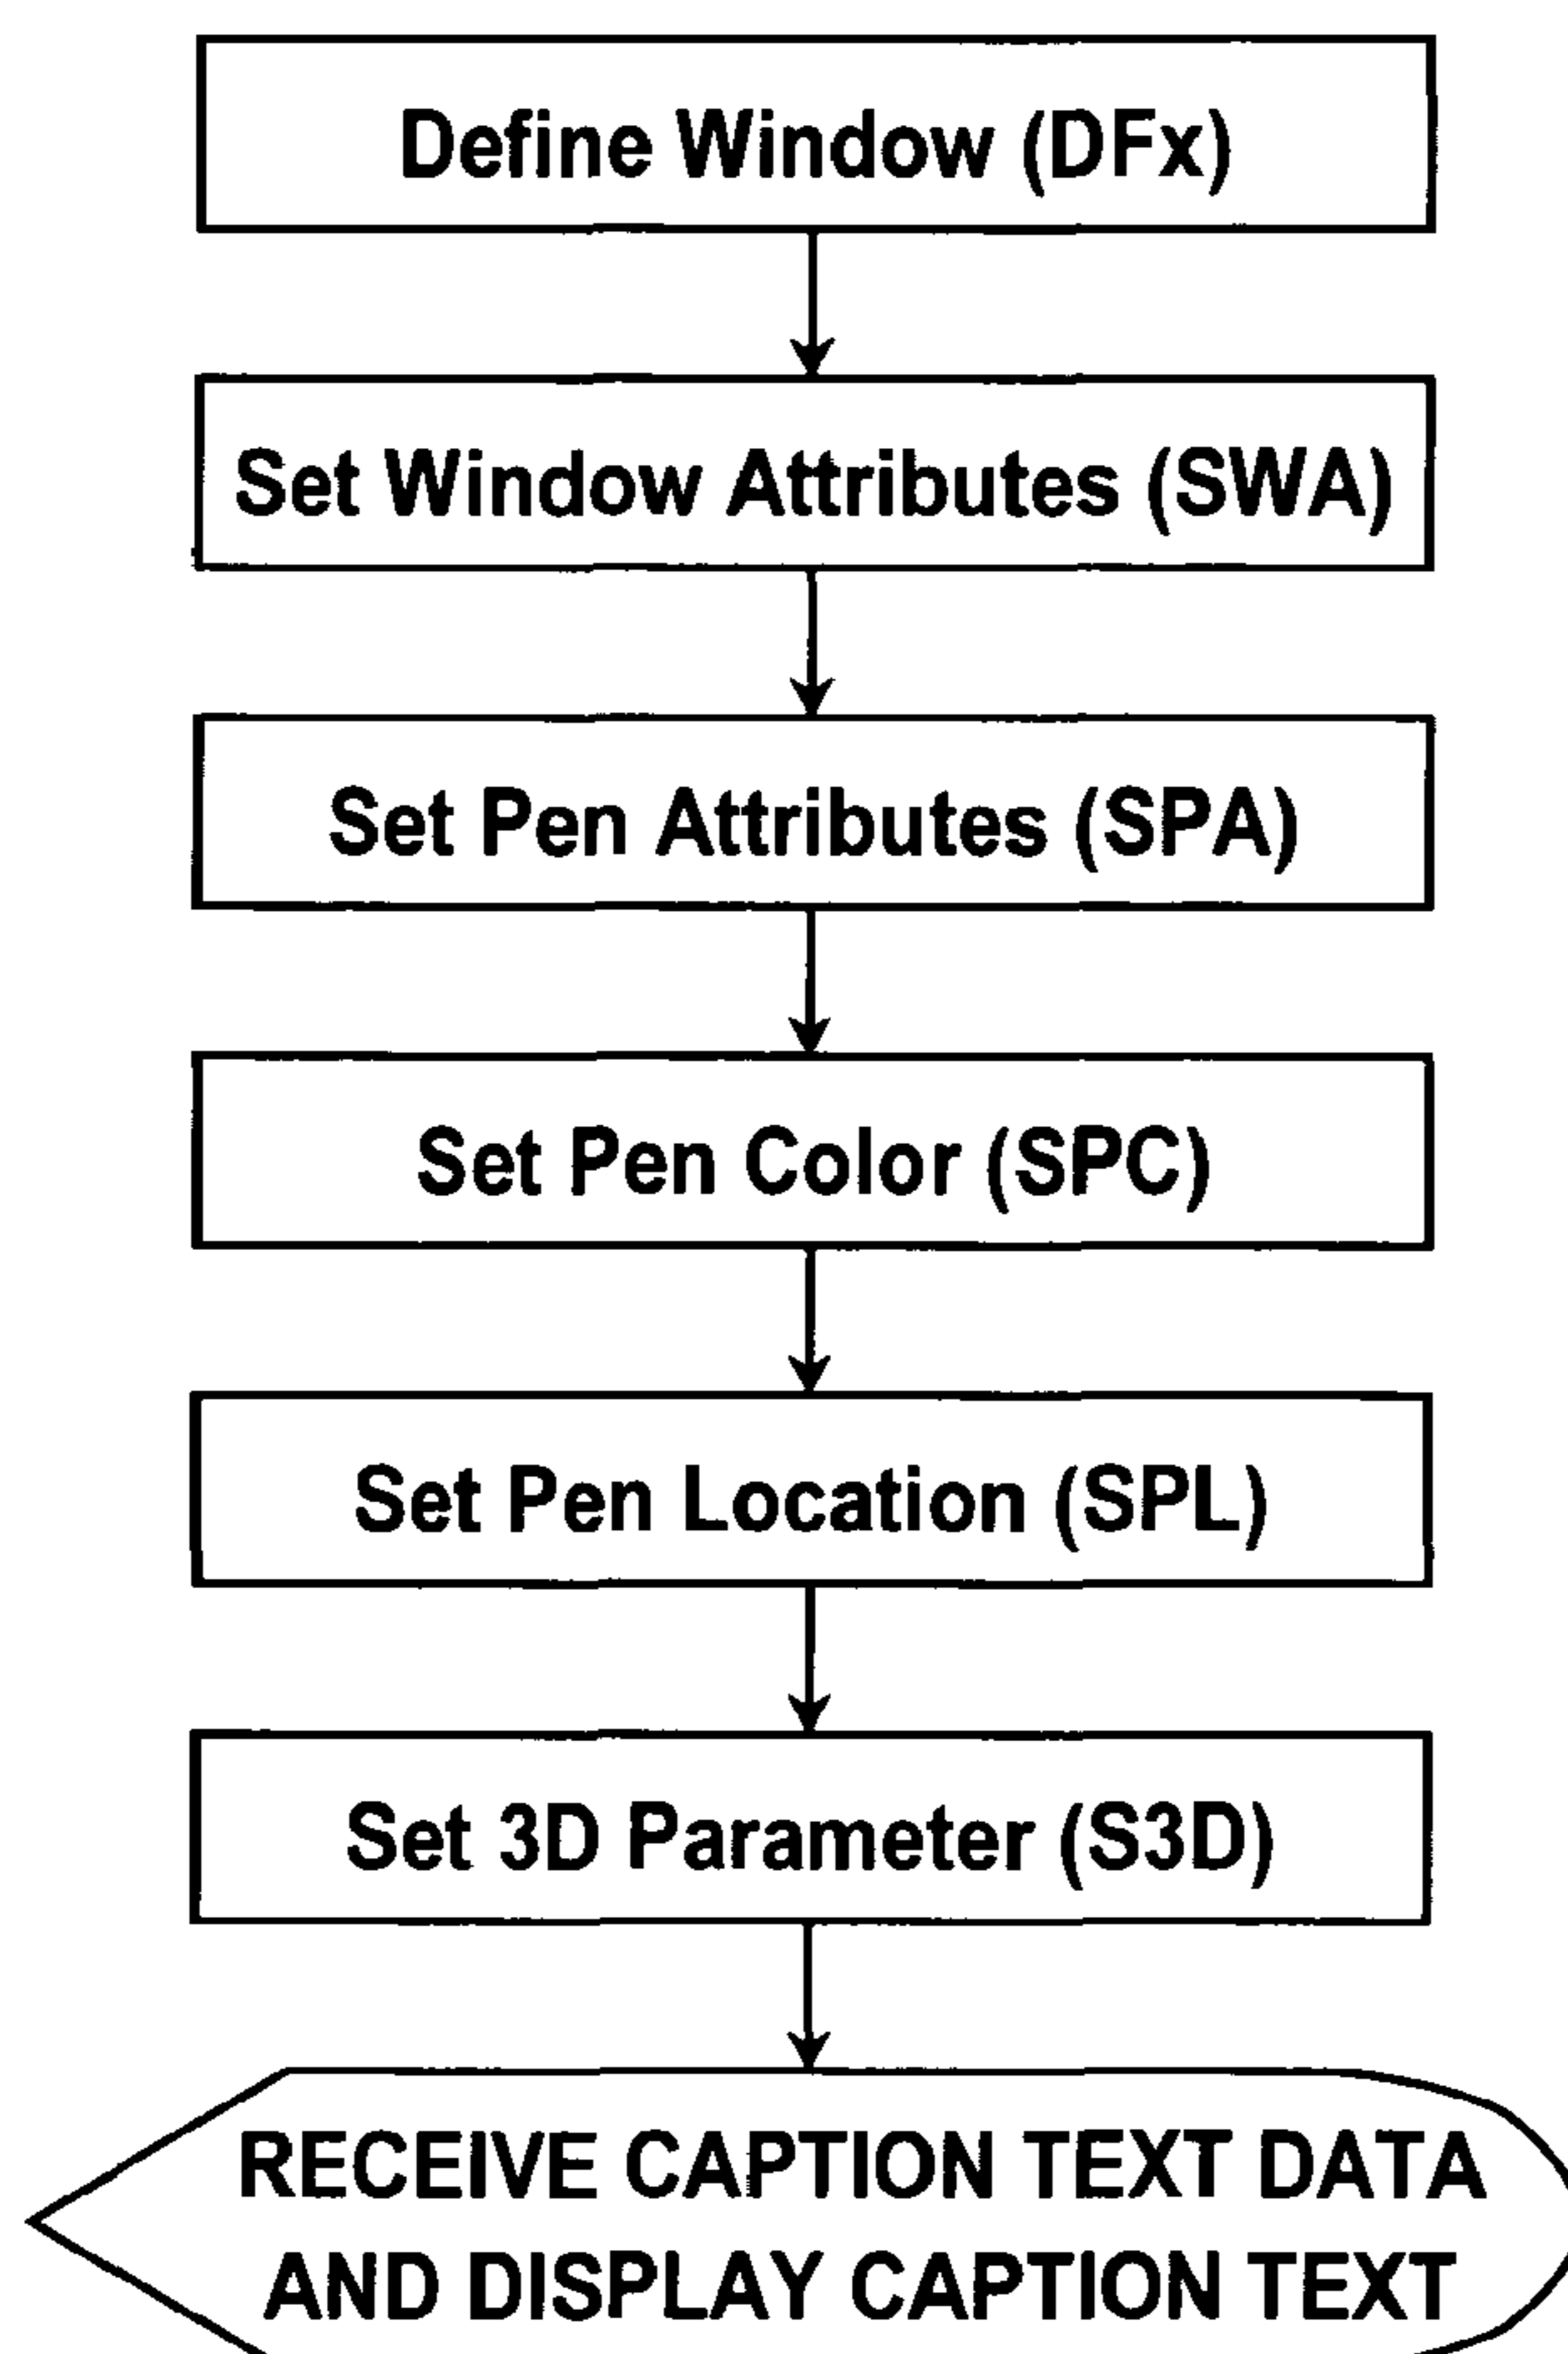 Define Window (DFx)
Set Window Attributes (SWA)
Set Pen Attributes (SPA)
Set Pen Color (SPC)
Set Pen Location (SPL)
Set 3D Parameter (S3D)
RECEIVE CAPTION TEXT DATA
AND DISPLAY CAPTION TEXT